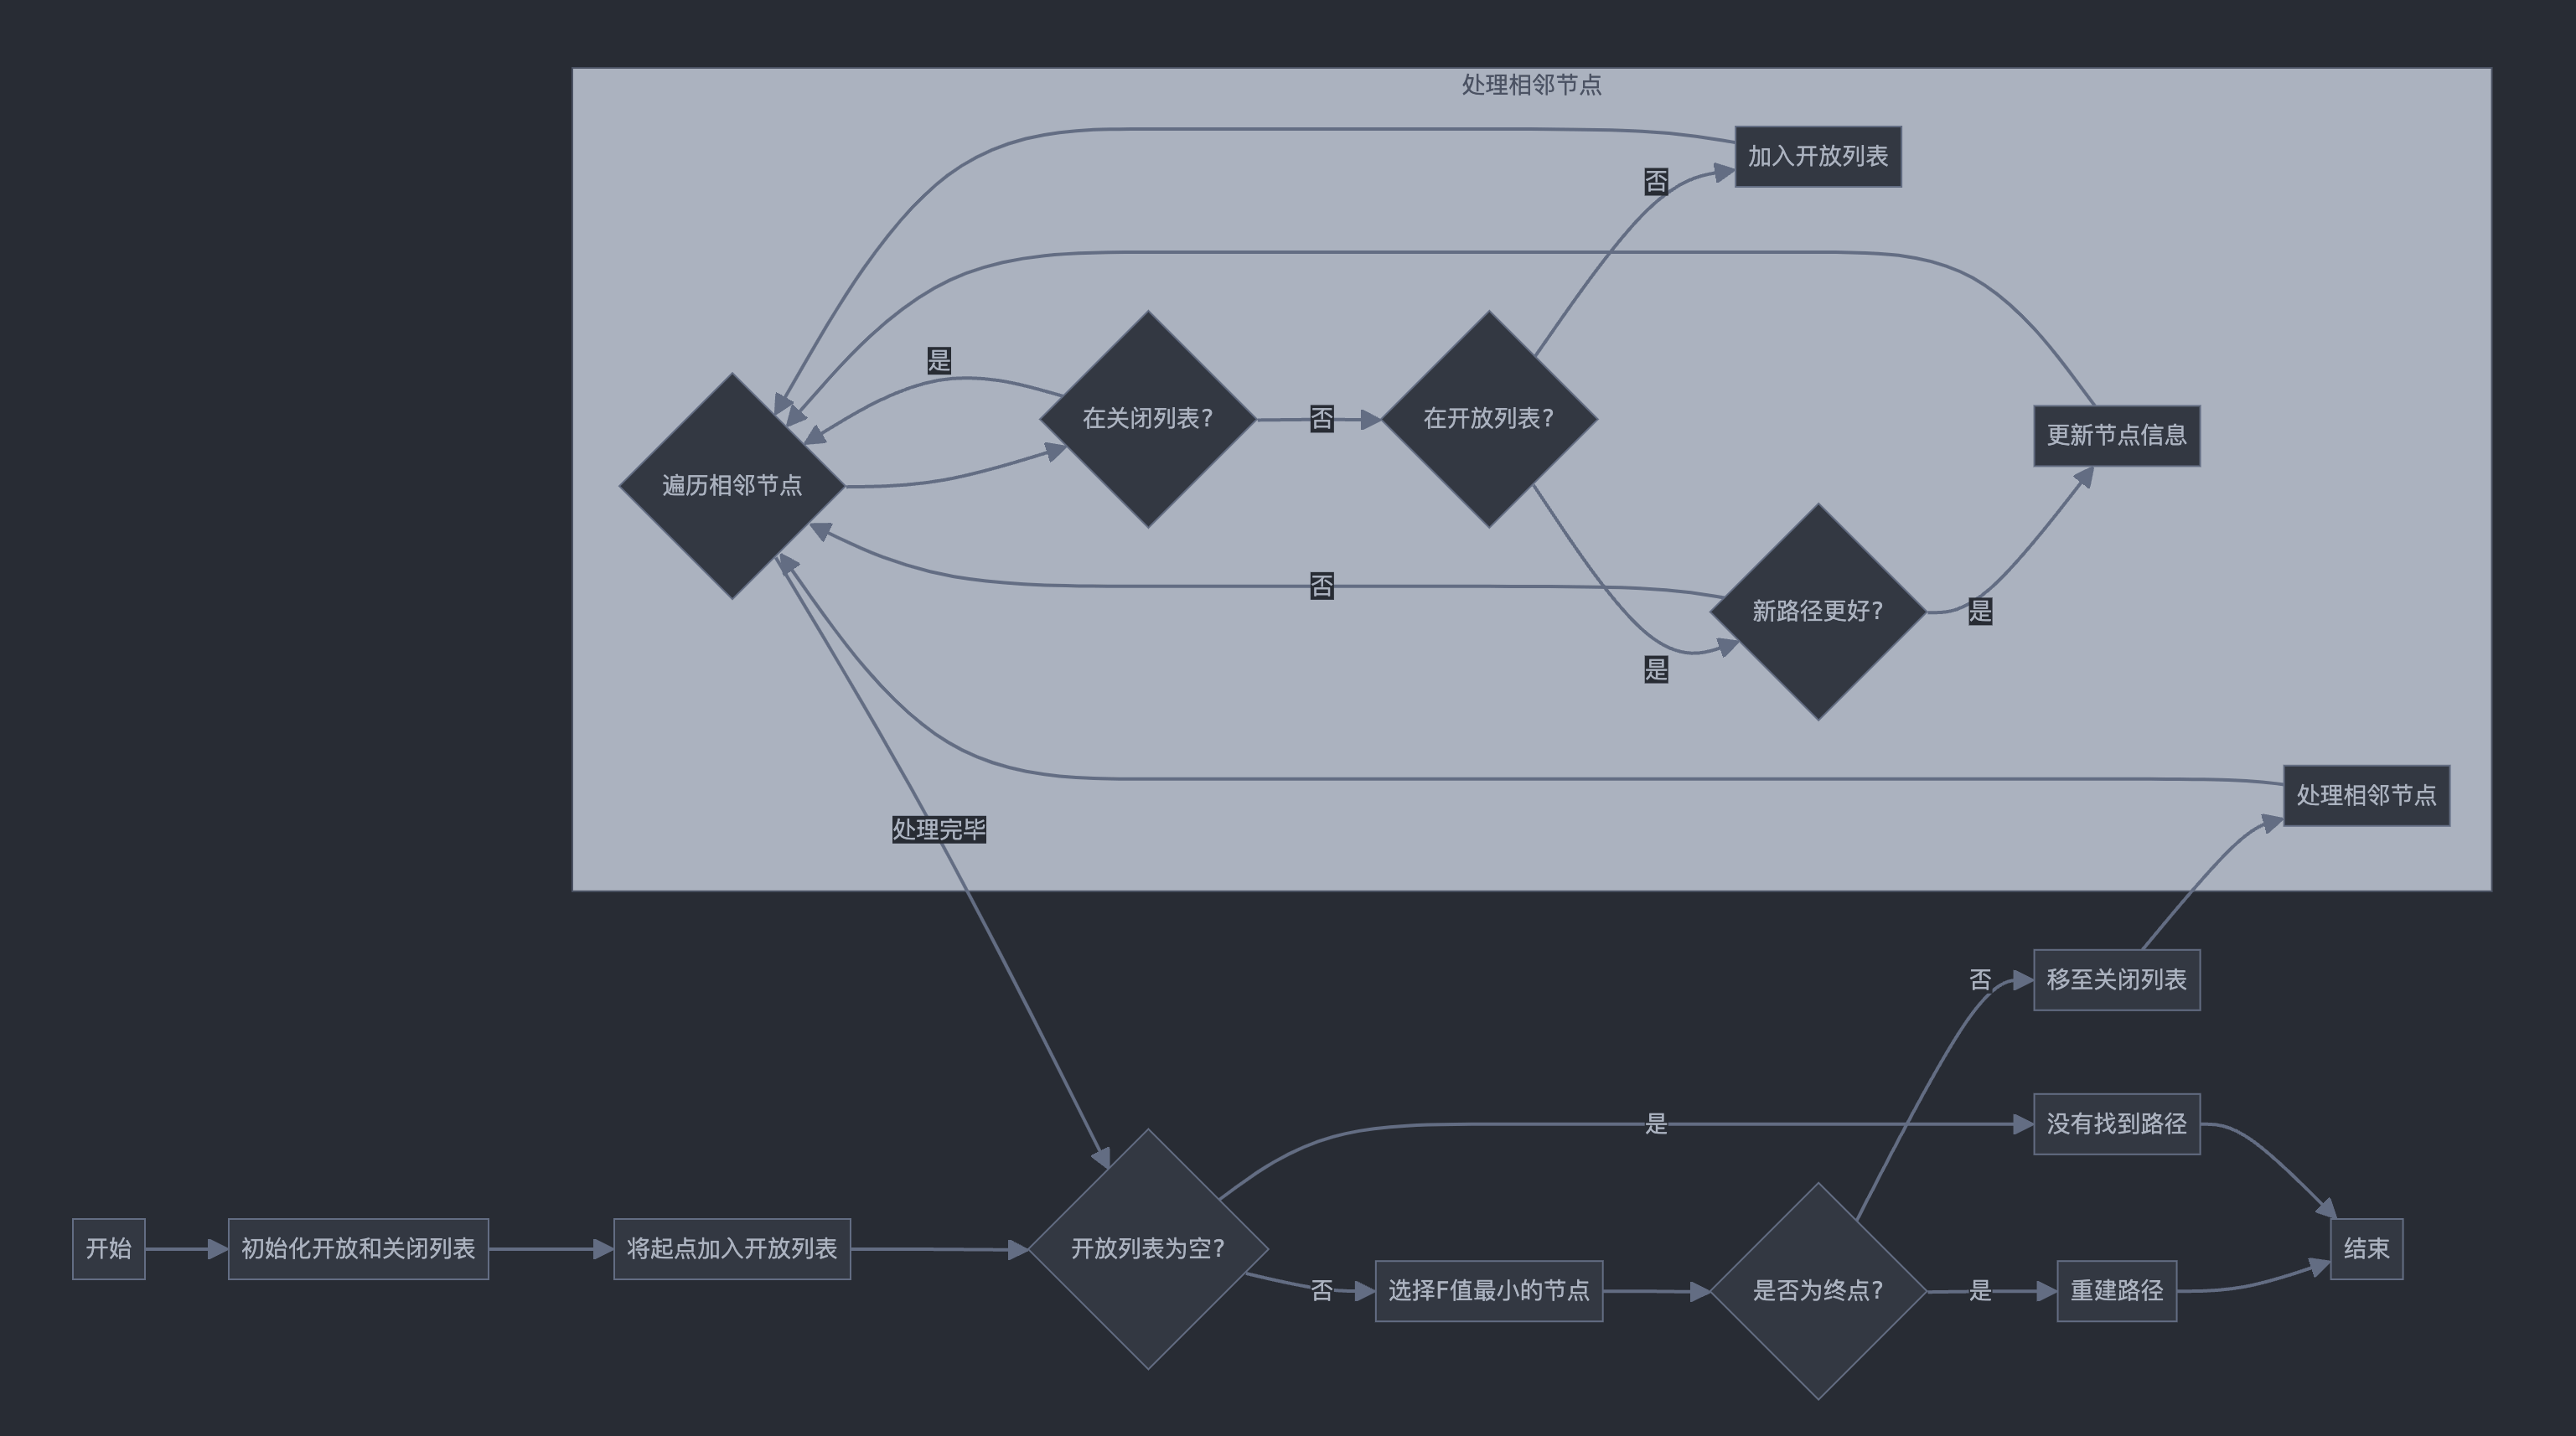 处理相邻节点
加入开放列表
否
是
在关闭列表?
否
在开放列表?
更新节点信息
遍历相邻节点
否
新路径更好?
是
是
处理相邻节点
处理完毕
否
移至关闭列表
是
没有找到路径
开始
初始化开放和关闭列表
将起点加入开放列表
开放列表为空?
结束
否
选择F值最小的节点
是否为终点?
是
重建路径